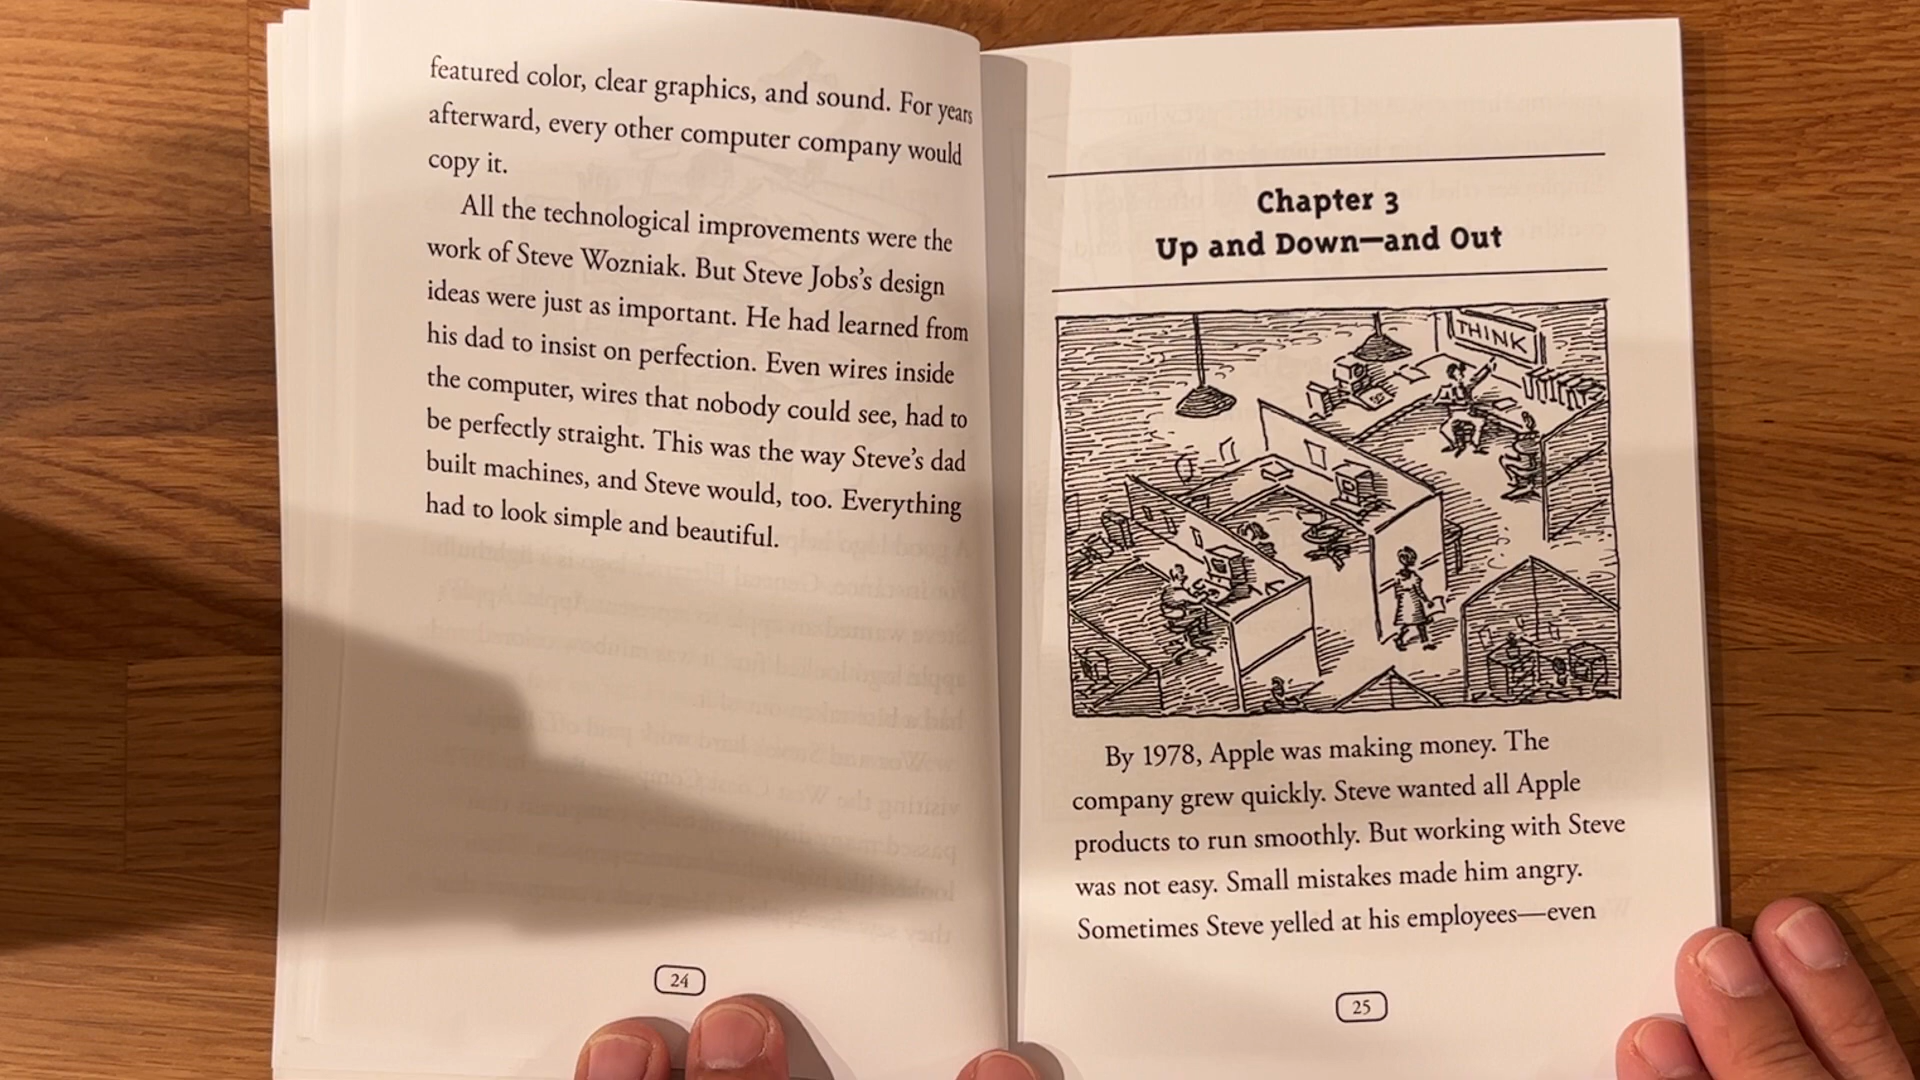 featured color, clear graphics, and sound. For years
afterward, every other computer company would
copy it.
All the technological improvements were the
work of Steve Wozniak. But Steve Jobs's design
ideas were just as important. He had learned from
his dad to insist on perfection. Even wires inside
the computer, wires that nobody could see, had to
be perfectly straight. This was the way Steve's dad
built machines, and Steve would, too. Everything
had to look simple and beautiful.
24
Chapter 3
Up and Down—and Out
THINK
By 1978, Apple was making money. The
company grew quickly. Steve wanted all Apple
products to run smoothly. But working with Steve
was not easy. Small mistakes made him angry.
Sometimes Steve yelled at his employees—even
25